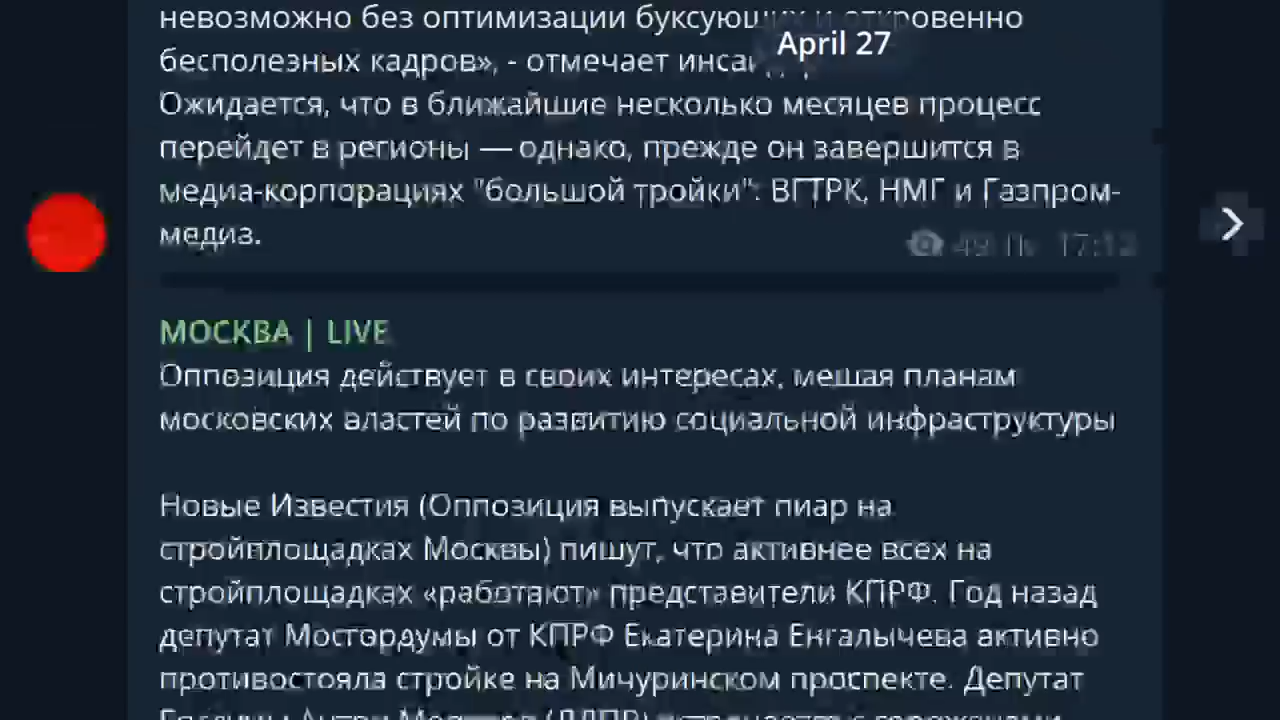 невозможно без оптимизации буксующих и откровенно
April 27
бесполезных кадров», - отмечает
Ожидается, что в ближайшие несколько месяцев процесс
перейдет в регионы — однако, прежде он завершится в
медиа-корпорациях "большой тройки": ВГТРК, НМГ и Газпром-
медиа.
17:12
МОСКВА | LIVE
Оппозиция действует в своих интересах, мешая планам
московских властей по развитию социальной инфраструктуры
Новые Известия (Оппозиция выпускает пиар на
стройплощадках Москвы) пишут, что активнее всех на
стройплощадках «работают» представители КПРФ. Год назад
депутат Мосгордумы от КПРФ Екатерина Енгалычева активно
противостояла стройке на Мичуринском проспекте. Депутат